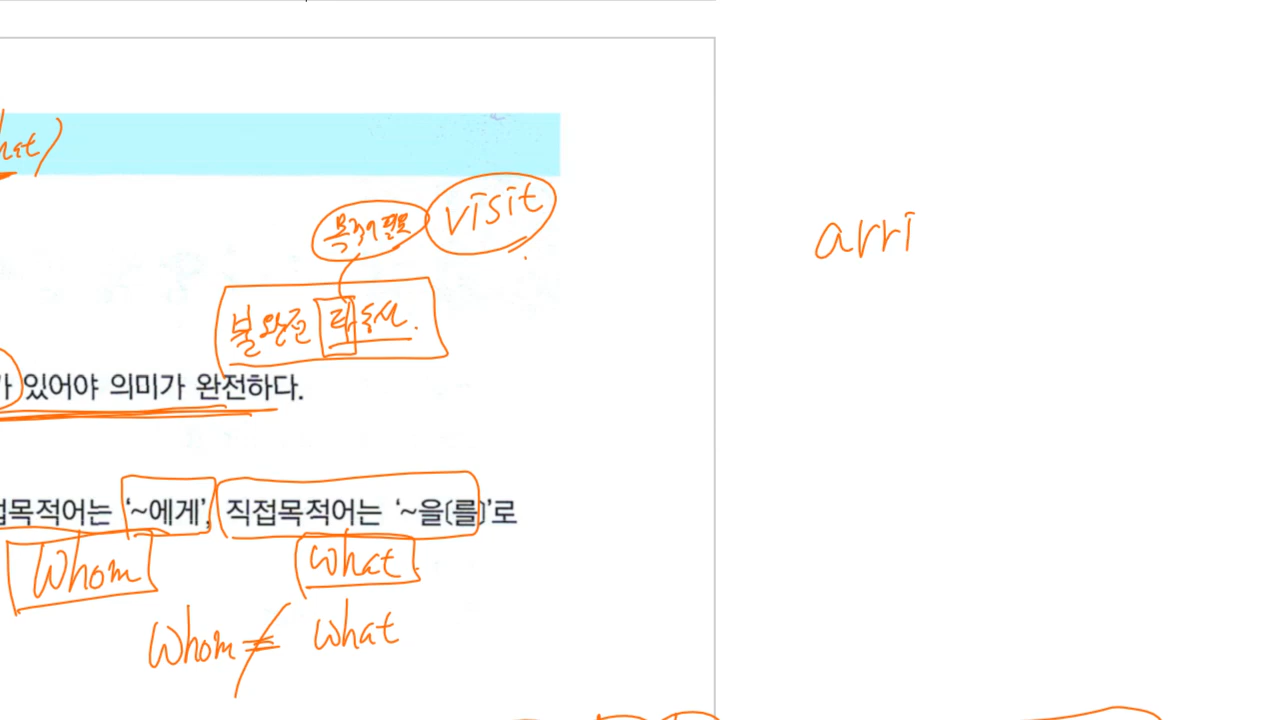 hat)
목적어 필요 visit
arri
불완전 타동사.
가 있어야 의미가 완전하다.
접목적어는 '~에게', 직접목적어는 '~을(를)'로
Whom what
Whom ≠ what